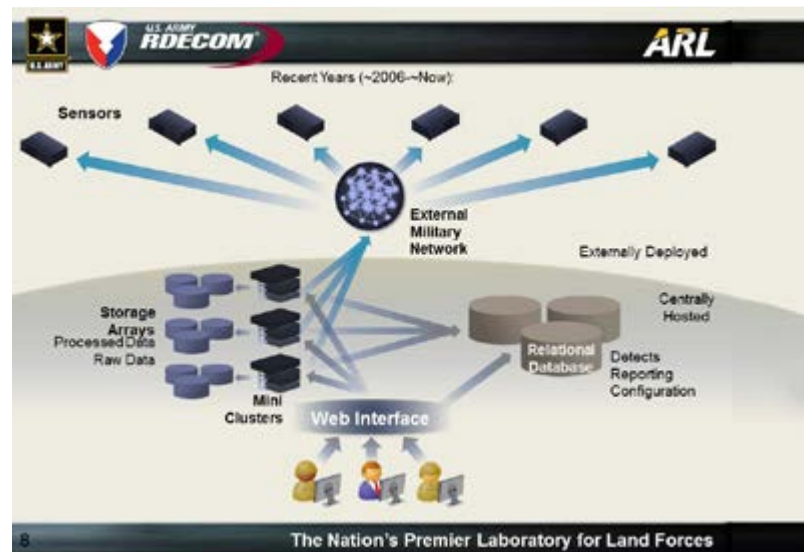 U.S. ARMY
U.S. ARMY
RDECOM®
ARL
Recent Years (~2006-~Now):
Sensors
External
Military
Network
Externally Deployed
Centrally
Hosted
Storage
Arrays
Processed Data
Raw Data
Relational
Database
Detects
Reporting
Configuration
Mini
Clusters
Web Interface
8
The Nation's Premier Laboratory for Land Forces